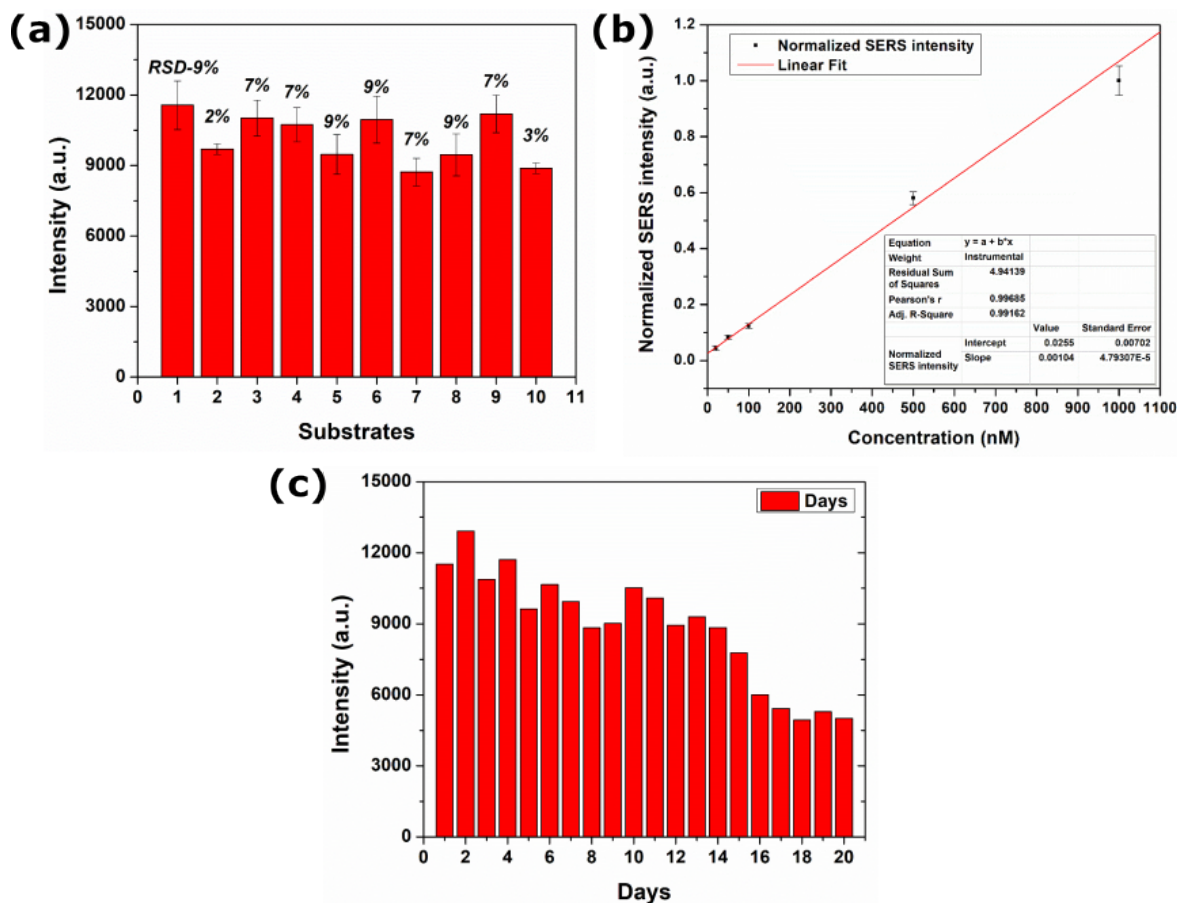 (a)
15000
12000
9000
6000
3000
0
Intensity (a.u.)
RSD-9%
2%
7%
7%
9%
9%
7%
9%
7%
3%
0 1 2 3 4 5 6 7 8 9 10 11
Substrates
(b)
1.2
1.0
0.8
0.6
0.4
0.2
0.0
Normalized SERS intensity (a.u.)
Normalized SERS intensity
Linear Fit
Equation y = a + b*x
Weight Instrumental
Residual Sum
of Squares 4.94139
Pearson's r 0.99685
Adj. R-Square 0.99162
Value Standard Error
Normalized
SERS intensity
Intercept 0.0255 0.00702
Slope 0.00104 4.79307E-5
0 100 200 300 400 500 600 700 800 900 1000 1100
Concentration (nM)
(c)
15000
12000
9000
6000
3000
0
Intensity (a.u.)
Days
0 2 4 6 8 10 12 14 16 18 20
Days